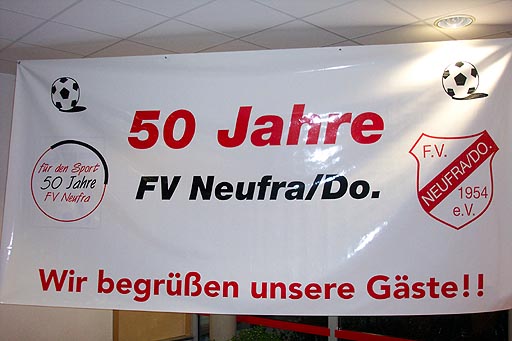 50 Jahre
FV Neufra/Do.
für den Sport
50 Jahre
FV Neufra
F.V.
NEUFRA/DO.
1954
e.V.
Wir begrüßen unsere Gäste!!